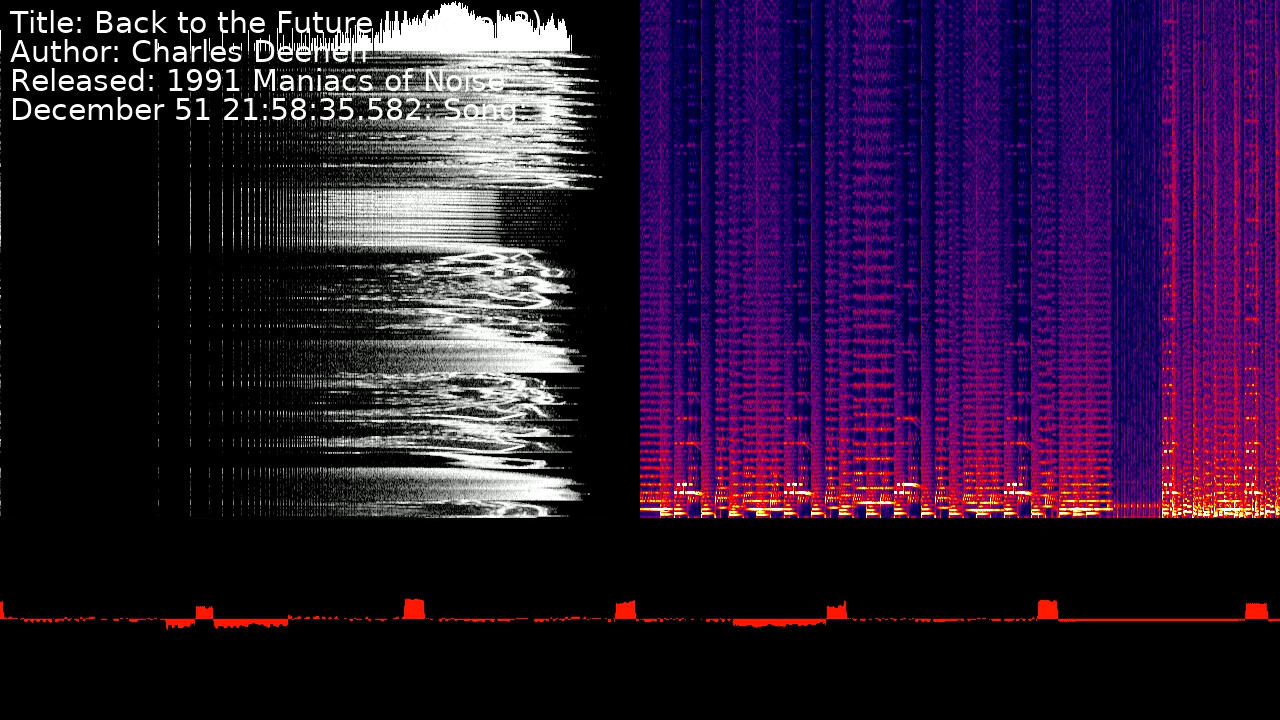 Title: Back to the Future III
Author: Charles Deenen
Released: 1991 Maniacs of Noise
December 51 21:58:35.582; Song: